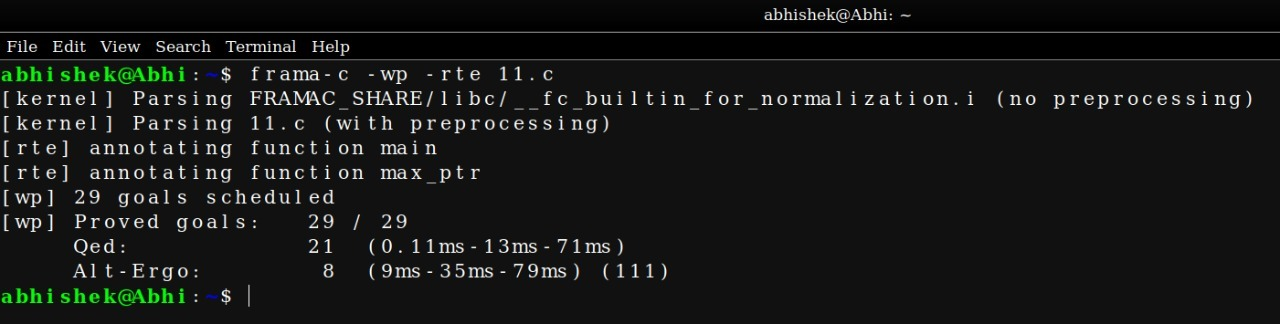 abhishek@Abhi: ~
File Edit View Search Terminal Help
abhishek@Abhi:~$ frama-c -wp -rte 11.c
[kernel] Parsing FRAMAC_SHARE/libc/__fc_builtin_for_normalization.i (no preprocessing)
[kernel] Parsing 11.c (with preprocessing)
[rte] annotating function main
[rte] annotating function max_ptr
[wp] 29 goals scheduled
[wp] Proved goals: 29 / 29
Qed: 21 (0.11ms-13ms-71ms)
Alt-Ergo: 8 (9ms-35ms-79ms) (111)
abhishek@Abhi:~$